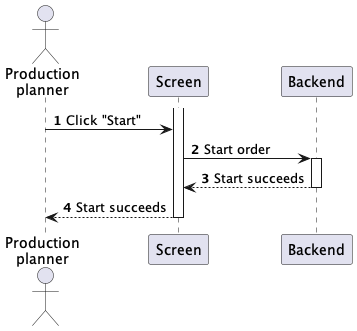 Production
planner
Screen
Backend
1 Click "Start"
2 Start order
3 Start succeeds
4 Start succeeds
Production
planner
Screen
Backend